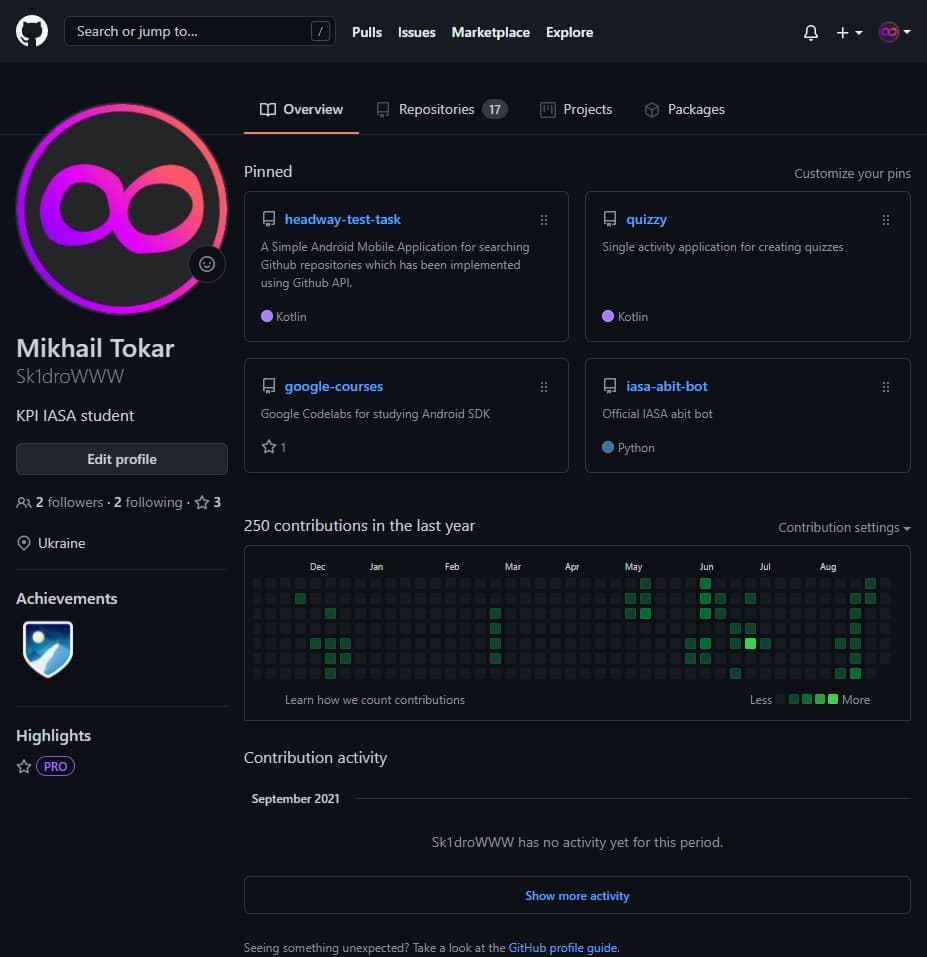 Search or jump to... / Pulls Issues Marketplace Explore
Overview Repositories 17 Projects Packages
Mikhail Tokar
Sk1droWWW
KPI IASA student
Edit profile
2 followers · 2 following · 3
Ukraine
Achievements
Highlights
PRO
Pinned Customize your pins
headway-test-task
A Simple Android Mobile Application for searching
Github repositories which has been implemented
using Github API.
Kotlin
quizzy
Single activity application for creating quizzes
Kotlin
google-courses
Google Codelabs for studying Android SDK
1
iasa-abit-bot
Official IASA abit bot
Python
250 contributions in the last year Contribution settings
Dec Jan Feb Mar Apr May Jun Jul Aug
Learn how we count contributions Less More
Contribution activity
September 2021
Sk1droWWW has no activity yet for this period.
Show more activity
Seeing something unexpected? Take a look at the GitHub profile guide.